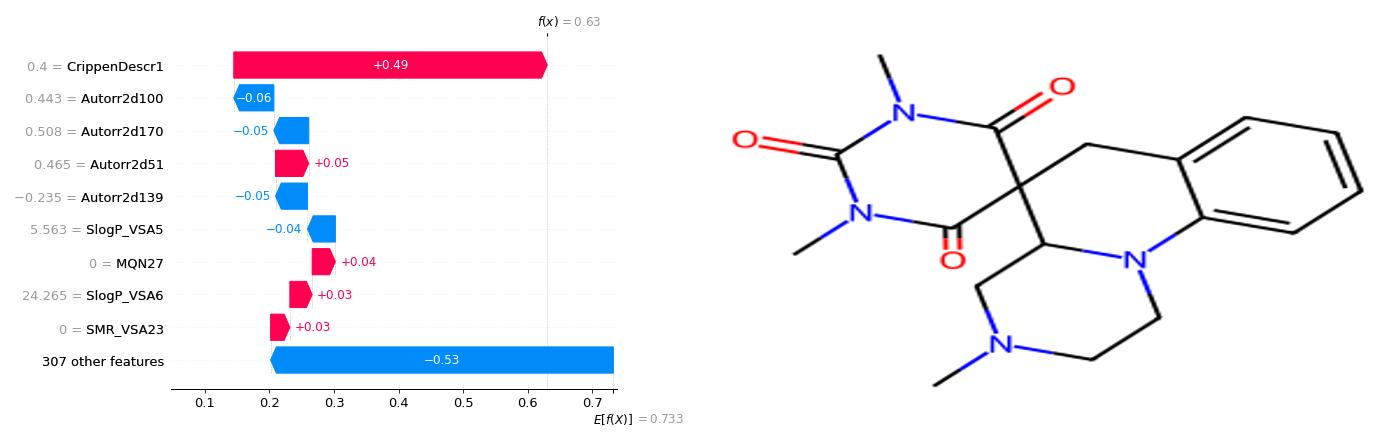 f(x) = 0.63
0.4 = CrippenDescr1
+0.49
0.443 = Autorr2d100
−0.06
0.508 = Autorr2d170
−0.05
0.465 = Autorr2d51
+0.05
−0.235 = Autorr2d139
−0.05
5.563 = SlogP_VSA5
−0.04
0 = MQN27
+0.04
24.265 = SlogP_VSA6
+0.03
0 = SMR_VSA23
+0.03
307 other features
−0.53
0.1 0.2 0.3 0.4 0.5 0.6 0.7
E[f(X)] = 0.733
O
N
O
N
O
N
N